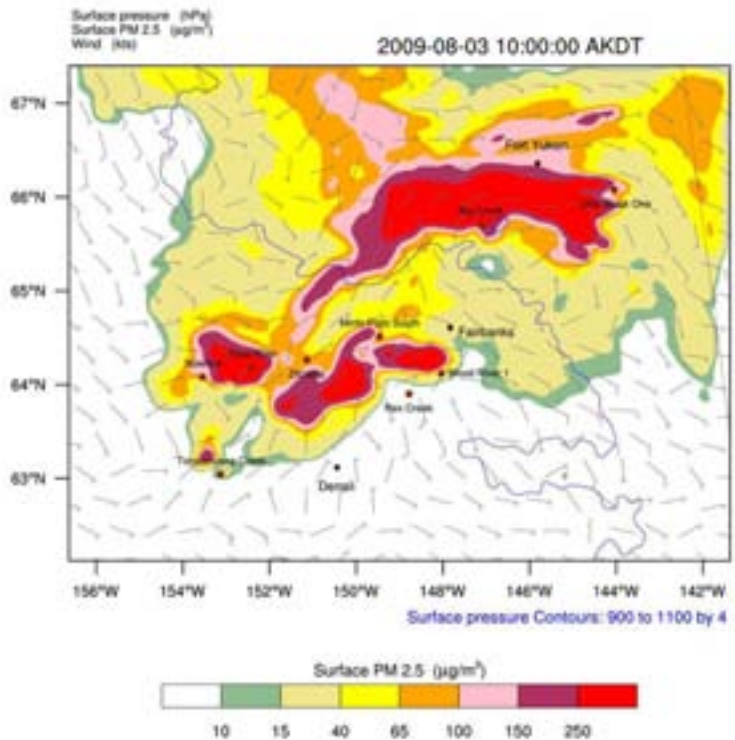 Surface pressure (hPa)
Surface PM 2.5 (µg/m³)
Wind (kts)
2009-08-03 10:00:00 AKDT
67°N
66°N
65°N
64°N
63°N
Fort Yukon
Fairbanks
Rex Creek
Denali
156°W 154°W 152°W 150°W 148°W 146°W 144°W 142°W
Surface pressure Contours: 900 to 1100 by 4
Surface PM 2.5 (µg/m³)
10 15 40 65 100 150 250